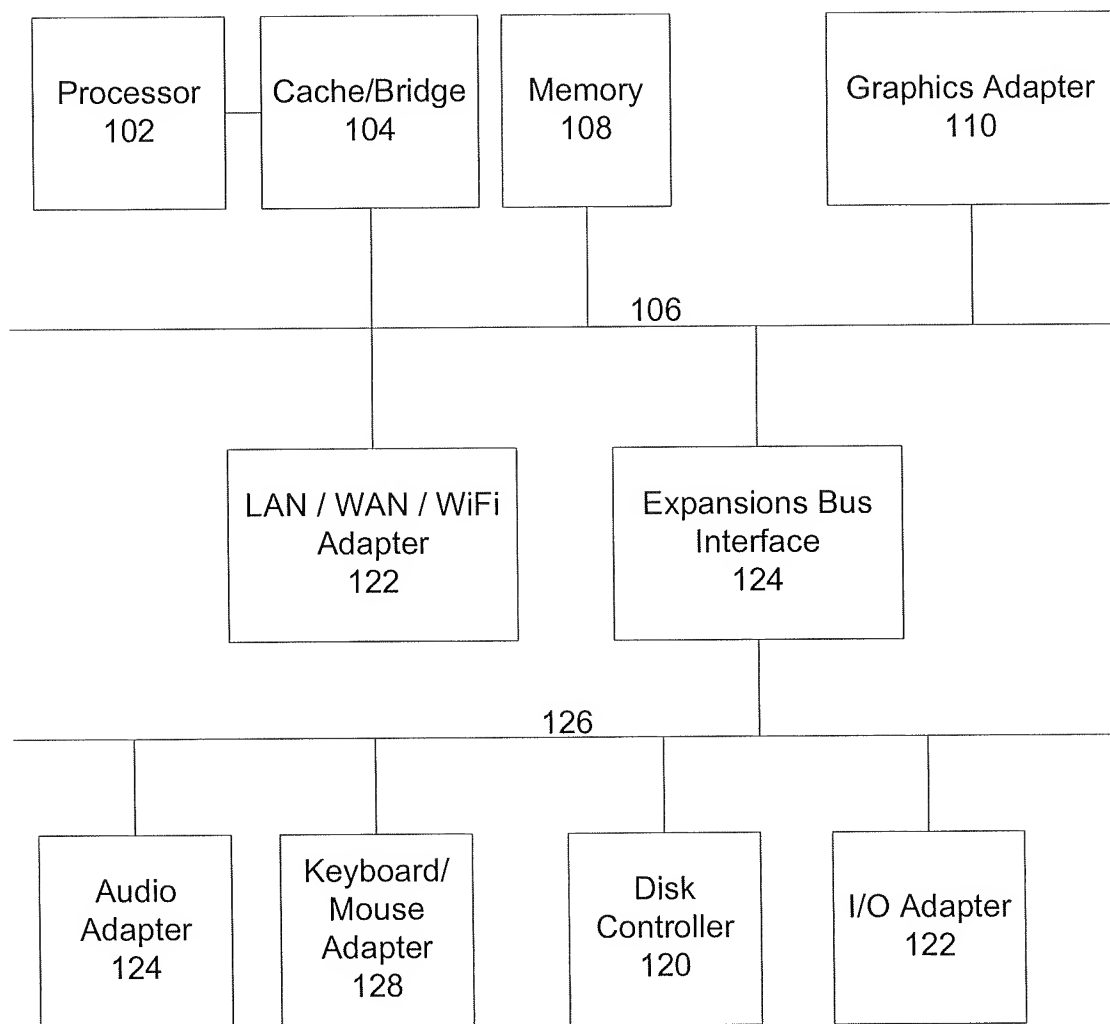 Processor
102
Cache/Bridge
104
Memory
108
Graphics Adapter
110
106
LAN / WAN / WiFi
Adapter
122
Expansions Bus
Interface
124
126
Audio
Adapter
124
Keyboard/
Mouse
Adapter
128
Disk
Controller
120
I/O Adapter
122